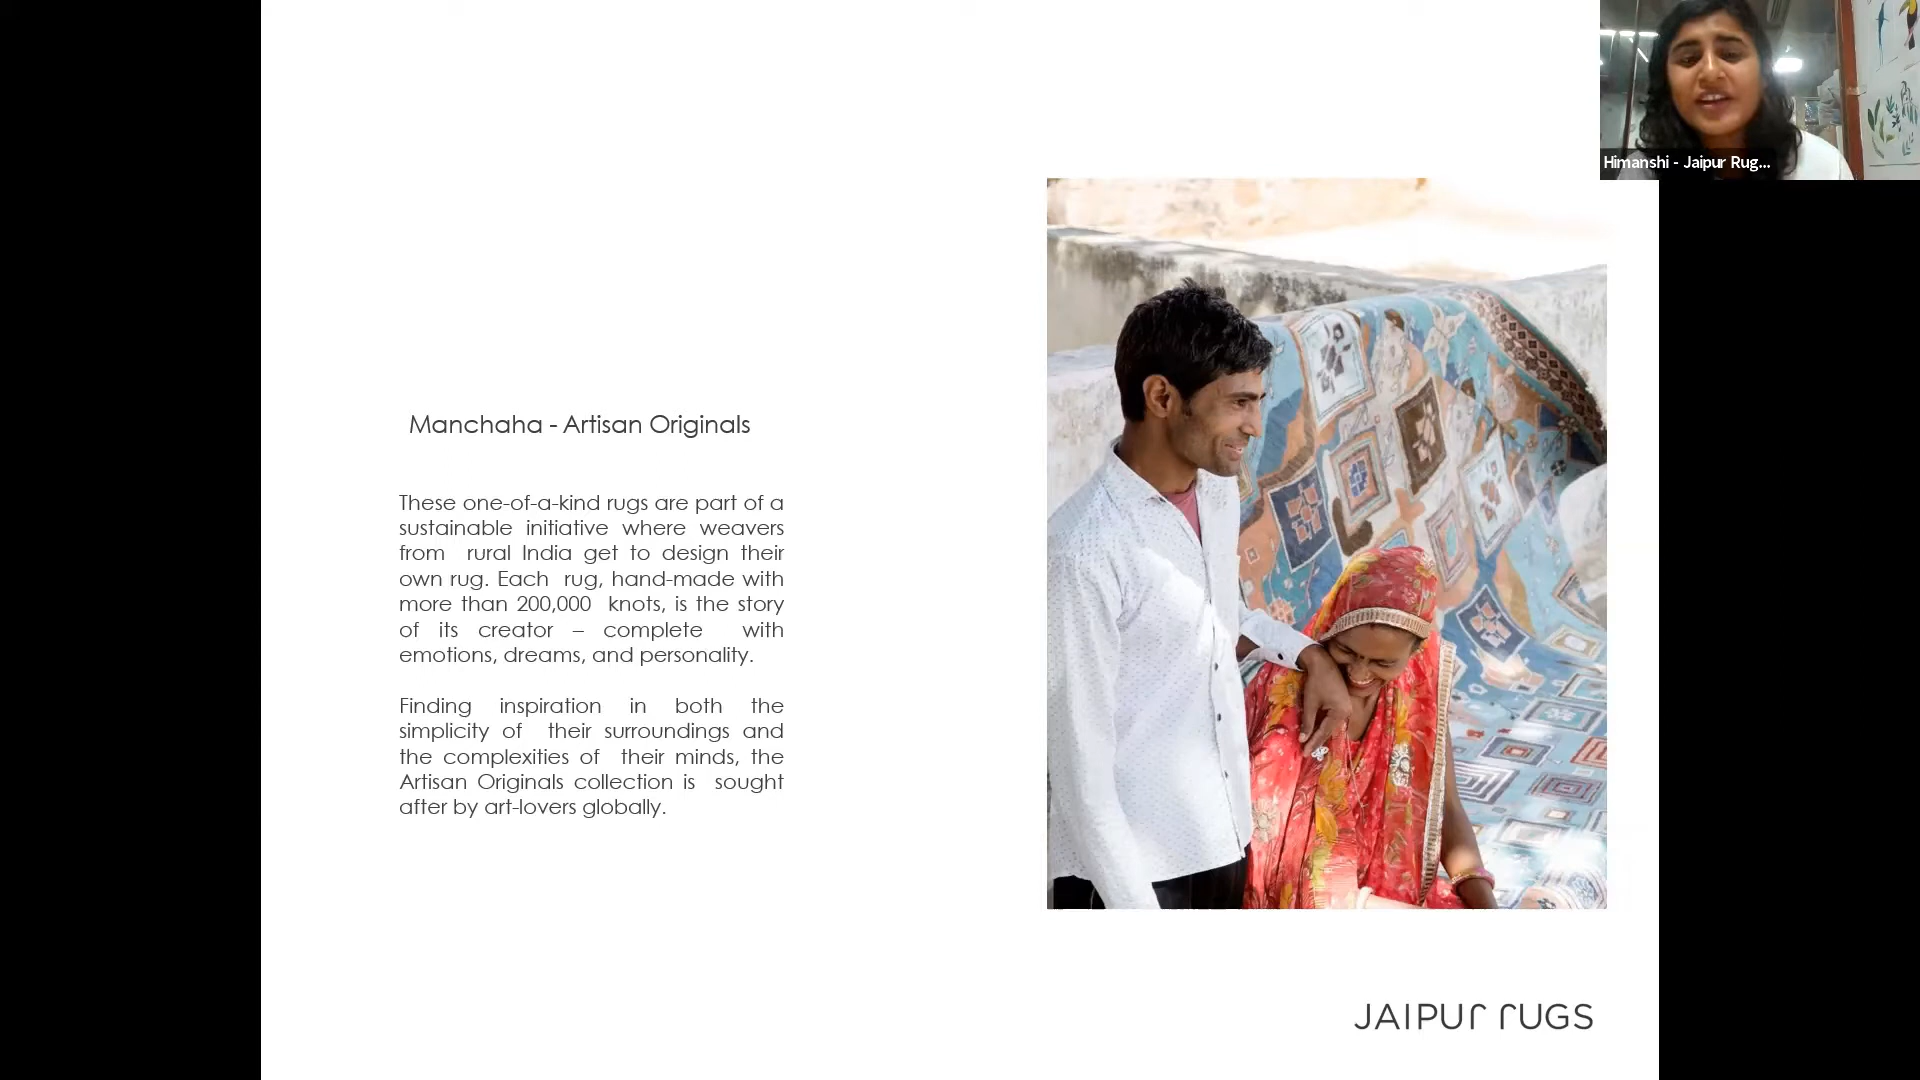 Himanshi - Jaipur Rug...
Manchaha - Artisan Originals
These one-of-a-kind rugs are part of a
sustainable initiative where weavers
from rural India get to design their
own rug. Each rug, hand-made with
more than 200,000 knots, is the story
of its creator – complete with
emotions, dreams, and personality.
Finding inspiration in both the
simplicity of their surroundings and
the complexities of their minds, the
Artisan Originals collection is sought
after by art-lovers globally.
JAIPUR RUGS